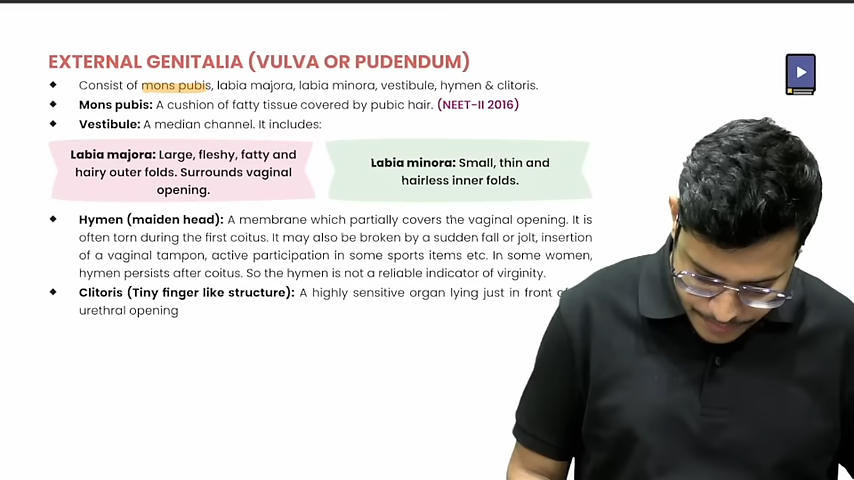 EXTERNAL GENITALIA (VULVA OR PUDENDUM)
Consist of mons pubis, labia majora, labia minora, vestibule, hymen & clitoris.
Mons pubis: A cushion of fatty tissue covered by pubic hair. (NEET-II 2016)
Vestibule: A median channel. It includes:
Labia majora: Large, fleshy, fatty and
hairy outer folds. Surrounds vaginal
opening.
Labia minora: Small, thin and
hairless inner folds.
Hymen (maiden head): A membrane which partially covers the vaginal opening. It is
often torn during the first coitus. It may also be broken by a sudden fall or jolt, insertion
of a vaginal tampon, active participation in some sports items etc. In some women,
hymen persists after coitus. So the hymen is not a reliable indicator of virginity.
Clitoris (Tiny finger like structure): A highly sensitive organ lying just in front
urethral opening